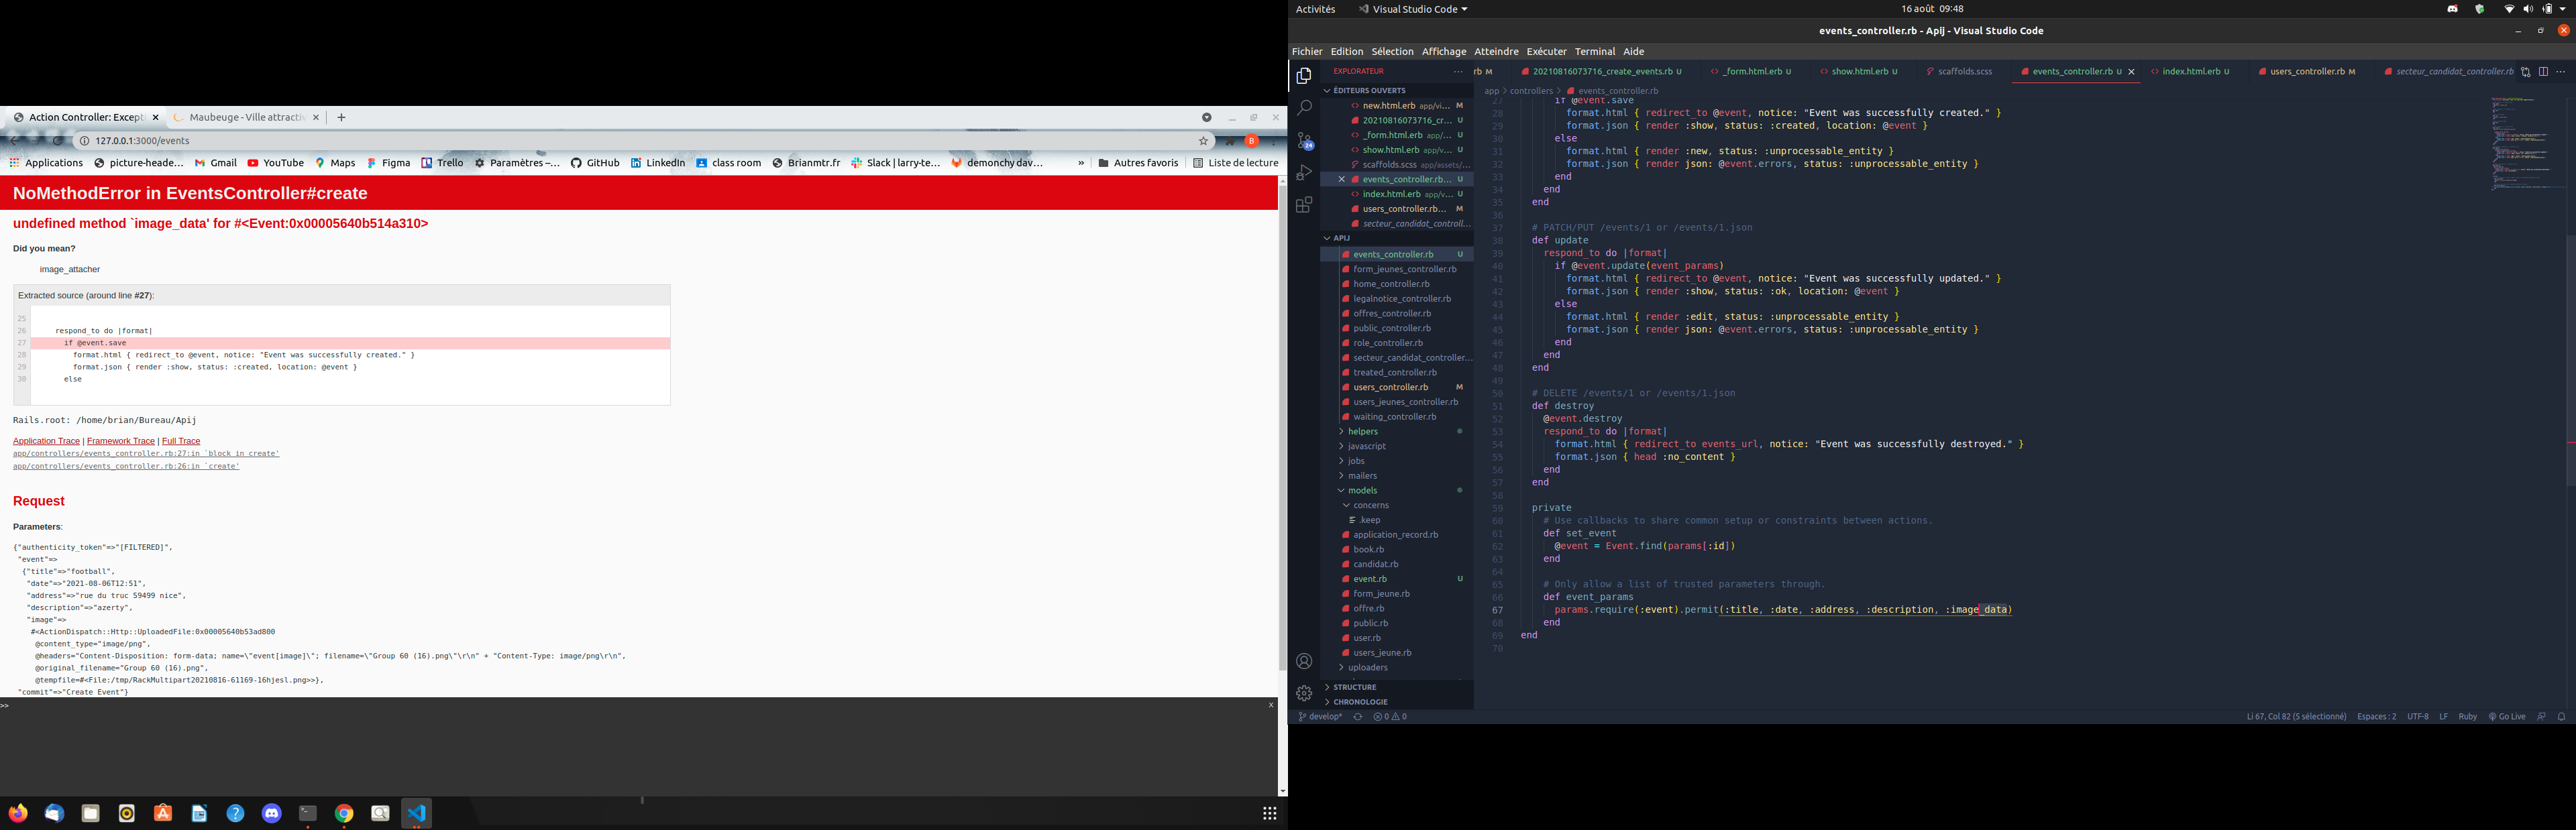 Action Controller: Excepti
Maubeuge - Ville attractiv
127.0.0.1:3000/events
Applications
picture-heade...
Gmail
YouTube
Maps
Figma
Trello
Paramètres –...
GitHub
LinkedIn
class room
Brianmtr.fr
Slack | larry-te...
demonchy dav...
»
Autres favoris
Liste de lecture
NoMethodError in EventsController#create
undefined method `image_data' for #<Event:0x00005640b514a310>
Did you mean?
image_attacher
Extracted source (around line #27):
25
26 respond_to do |format|
27 if @event.save
28 format.html { redirect_to @event, notice: "Event was successfully created." }
29 format.json { render :show, status: :created, location: @event }
30 else
Rails.root: /home/brian/Bureau/Apij
Application Trace | Framework Trace | Full Trace
app/controllers/events_controller.rb:27:in `block in create'
app/controllers/events_controller.rb:26:in `create'
Request
Parameters:
{"authenticity_token"=>"[FILTERED]",
"event"=>
{"title"=>"football",
"date"=>"2021-08-06T12:51",
"address"=>"rue du truc 59499 nice",
"description"=>"azerty",
"image"=>
#<ActionDispatch::Http::UploadedFile:0x00005640b53ad800
@content_type="image/png",
@headers="Content-Disposition: form-data; name=\"event[image]\"; filename=\"Group 60 (16).png\"\r\n" + "Content-Type: image/png\r\n",
@original_filename="Group 60 (16).png",
@tempfile=#<File:/tmp/RackMultipart20210816-61169-16hjesl.png>>},
"commit"=>"Create Event"}
>>
x
Activités
Visual Studio Code
16 août 09:48
events_controller.rb - Apij - Visual Studio Code
Fichier Edition Sélection Affichage Atteindre Exécuter Terminal Aide
EXPLORATEUR
rb M
20210816073716_create_events.rb U
_form.html.erb U
show.html.erb U
scaffolds.scss
events_controller.rb U
index.html.erb U
users_controller.rb M
secteur_candidat_controller.rb
app > controllers > events_controller.rb
ÉDITEURS OUVERTS
new.html.erb app/vi... M
20210816073716_cr... U
_form.html.erb app/... U
show.html.erb app/v... U
scaffolds.scss app/assets/...
events_controller.rb... U
index.html.erb app/v... U
users_controller.rb... M
secteur_candidat_controll...
APIJ
events_controller.rb U
form_jeunes_controller.rb
home_controller.rb
legalnotice_controller.rb
offres_controller.rb
public_controller.rb
role_controller.rb
secteur_candidat_controller...
treated_controller.rb
users_controller.rb M
users_jeunes_controller.rb
waiting_controller.rb
helpers
javascript
jobs
mailers
models
concerns
.keep
application_record.rb
book.rb
candidat.rb
event.rb U
form_jeune.rb
offre.rb
public.rb
user.rb
users_jeune.rb
uploaders
STRUCTURE
CHRONOLOGIE
24
27 if @event.save
28 format.html { redirect_to @event, notice: "Event was successfully created." }
29 format.json { render :show, status: :created, location: @event }
30 else
31 format.html { render :new, status: :unprocessable_entity }
32 format.json { render json: @event.errors, status: :unprocessable_entity }
33 end
34 end
35 end
36
37 # PATCH/PUT /events/1 or /events/1.json
38 def update
39 respond_to do |format|
40 if @event.update(event_params)
41 format.html { redirect_to @event, notice: "Event was successfully updated." }
42 format.json { render :show, status: :ok, location: @event }
43 else
44 format.html { render :edit, status: :unprocessable_entity }
45 format.json { render json: @event.errors, status: :unprocessable_entity }
46 end
47 end
48 end
49
50 # DELETE /events/1 or /events/1.json
51 def destroy
52 @event.destroy
53 respond_to do |format|
54 format.html { redirect_to events_url, notice: "Event was successfully destroyed." }
55 format.json { head :no_content }
56 end
57 end
58
59 private
60 # Use callbacks to share common setup or constraints between actions.
61 def set_event
62 @event = Event.find(params[:id])
63 end
64
65 # Only allow a list of trusted parameters through.
66 def event_params
67 params.require(:event).permit(:title, :date, :address, :description, :image_data)
68 end
69 end
70
develop*
0 0
Li 67, Col 82 (5 sélectionné)
Espaces : 2
UTF-8
LF
Ruby
Go Live